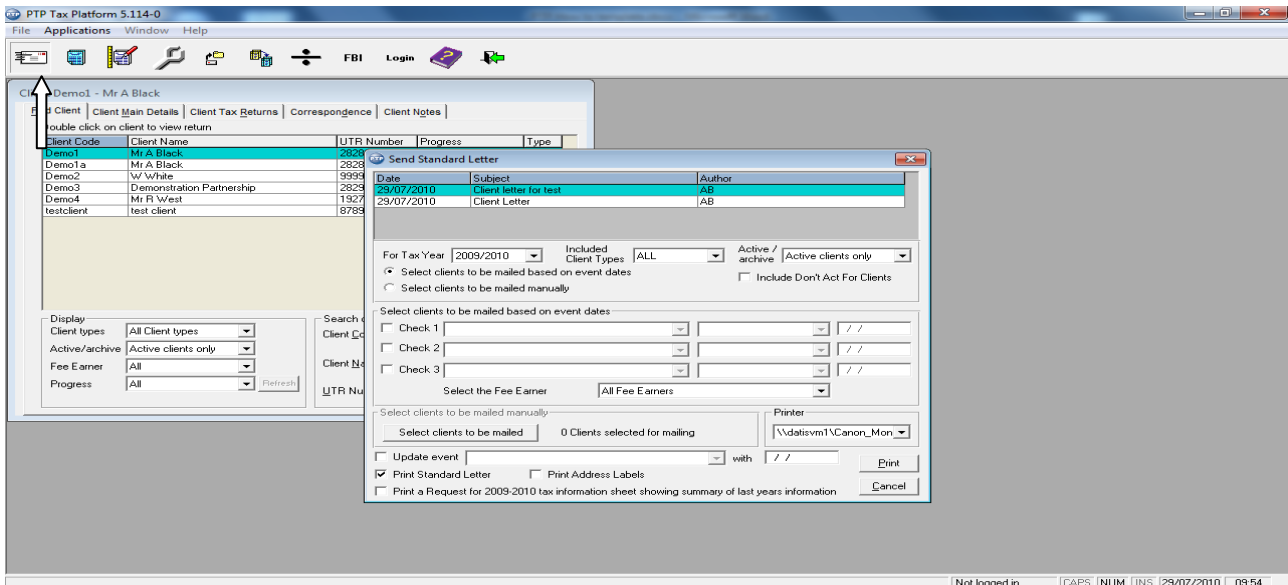 PTP Tax Platform 5.114-0
File Applications Window Help
FBI Login
Demo1 - Mr A Black
Client Client Main Details Client Tax Returns Correspondence Client Notes
Double click on client to view return
Client Code Client Name UTR Number Progress Type
Demo1 Mr A Black 2828
Demo1a Mr A Black 2828
Demo2 W White 9999
Demo3 Demonstration Partnership 2829
Demo4 Mr R West 1927
testclient test client 8789
Display
Client types All Client types
Active/archive Active clients only
Fee Earner All
Progress All Refresh
Search
Client Co
Client Na
UTR Nu
Send Standard Letter
Date Subject Author
29/07/2010 Client letter for test AB
29/07/2010 Client Letter AB
For Tax Year 2009/2010 Included Client Types ALL Active / archive Active clients only
Select clients to be mailed based on event dates Include Don't Act For Clients
Select clients to be mailed manually
Select clients to be mailed based on event dates
Check 1 / /
Check 2 / /
Check 3 / /
Select the Fee Earner All Fee Earners
Select clients to be mailed manually Printer
Select clients to be mailed 0 Clients selected for mailing \\datisvm1\Canon_Mon
Update event with / / Print
Print Standard Letter Print Address Labels
Print a Request for 2009-2010 tax information sheet showing summary of last years information Cancel
Not logged in CAPS NUM INS 29/07/2010 09:54